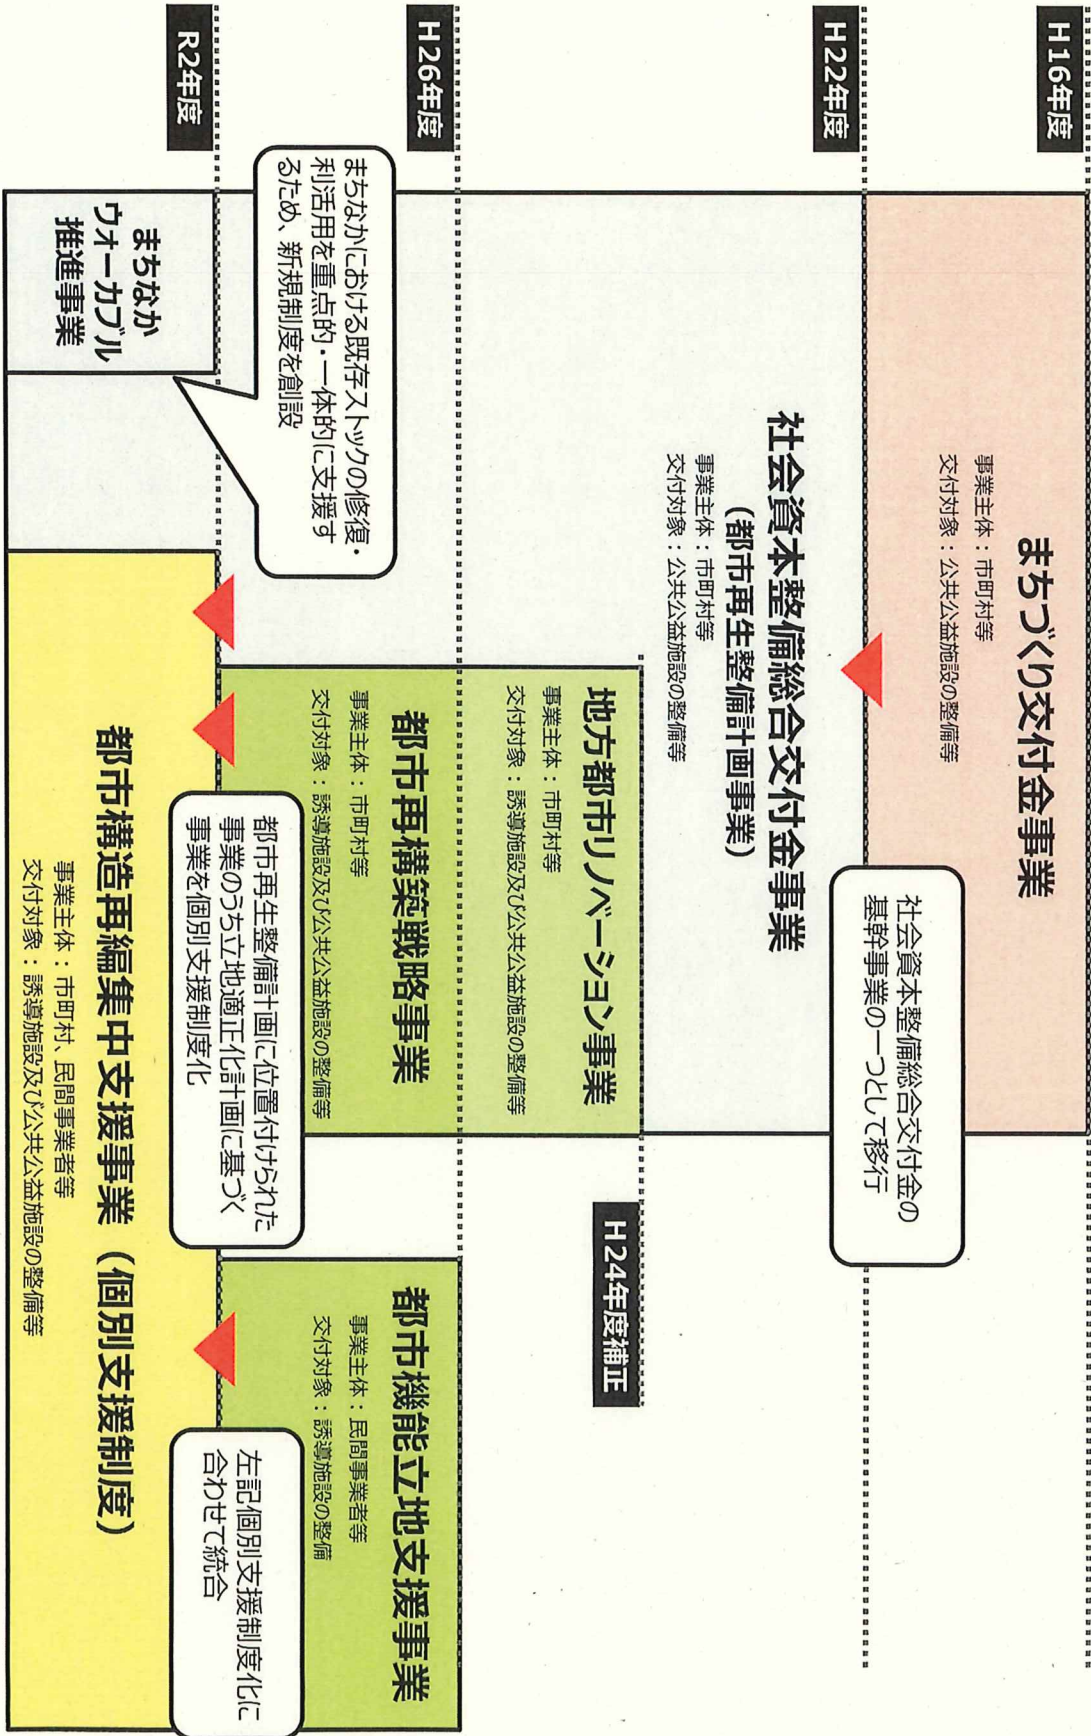 H16年度
まちづくり交付金事業
事業主体：市町村等
交付対象：公共公益施設の整備等
H22年度
社会資本整備総合交付金の
基幹事業の一つとして移行
社会資本整備総合交付金事業
（都市再生整備計画事業）
事業主体：市町村等
交付対象：公共公益施設の整備等
H24年度補正
地方都市リノベーション事業
事業主体：市町村等
交付対象：誘導施設及び公共公益施設の整備等
H26年度
都市再構築戦略事業
事業主体：市町村等
交付対象：誘導施設及び公共公益施設の整備等
都市機能立地支援事業
事業主体：民間事業者等
交付対象：誘導施設の整備
まちなかにおける既存ストックの修復・
利活用を重点的・一体的に支援す
るため、新規制度を創設
都市再生整備計画に位置付けられた
事業のうち立地適正化計画に基づく
事業を個別支援制度化
左記個別支援制度化に
合わせて統合
R2年度
まちなか
ウォーカブル
推進事業
都市構造再編集中支援事業（個別支援制度）
事業主体：市町村、民間事業者等
交付対象：誘導施設及び公共公益施設の整備等